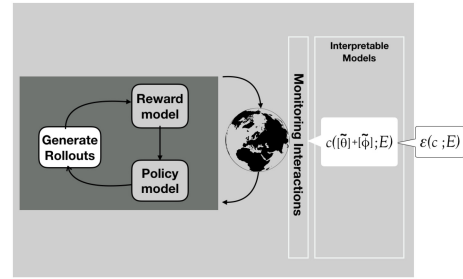 Interpretable
Models
Reward
model
Generate
Rollouts
Policy
model
Monitoring Interactions
c([θ̃]+[φ̃];E)
ε(c ;E)